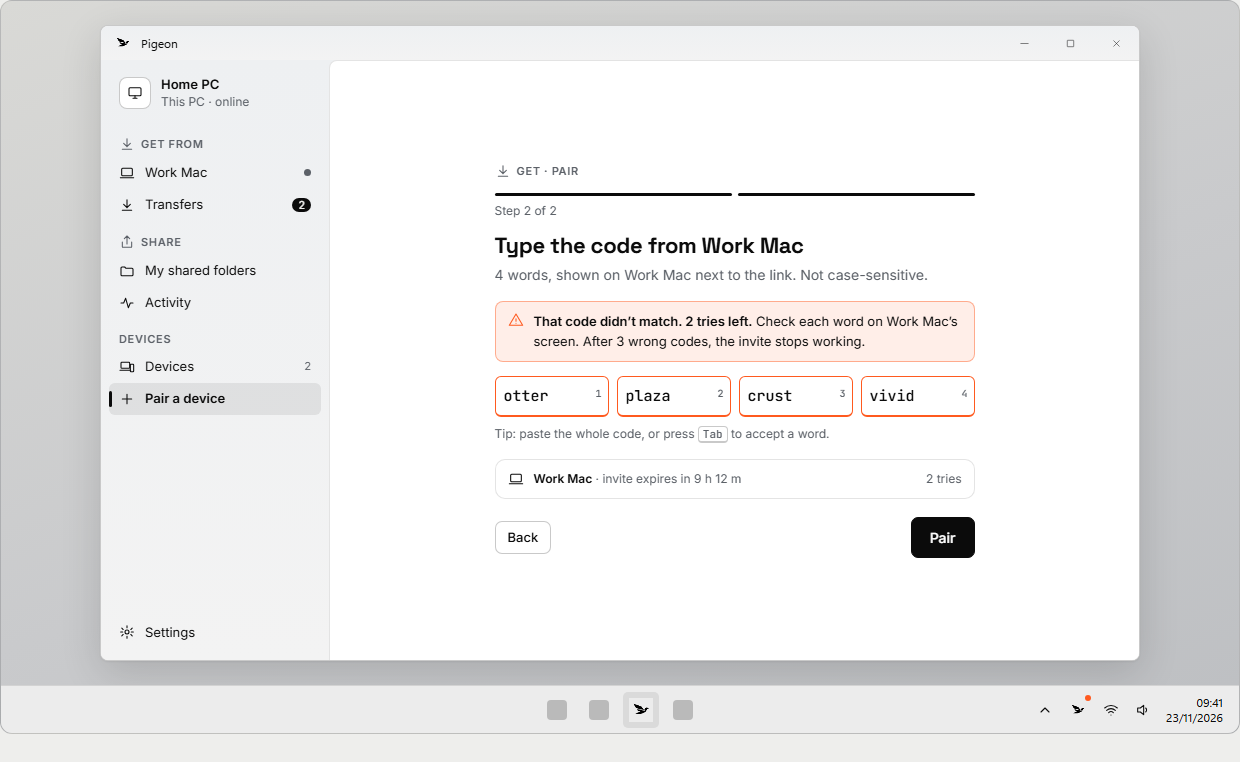 Pigeon
Home PC
This PC · online
GET FROM
Work Mac
Transfers 2
SHARE
My shared folders
Activity
DEVICES
Devices 2
Pair a device
Settings
GET · PAIR
Step 2 of 2
Type the code from Work Mac
4 words, shown on Work Mac next to the link. Not case-sensitive.
That code didn’t match. 2 tries left. Check each word on Work Mac’s
screen. After 3 wrong codes, the invite stops working.
otter 1 plaza 2 crust 3 vivid 4
Tip: paste the whole code, or press Tab to accept a word.
Work Mac · invite expires in 9 h 12 m 2 tries
Back Pair
09:41
23/11/2026